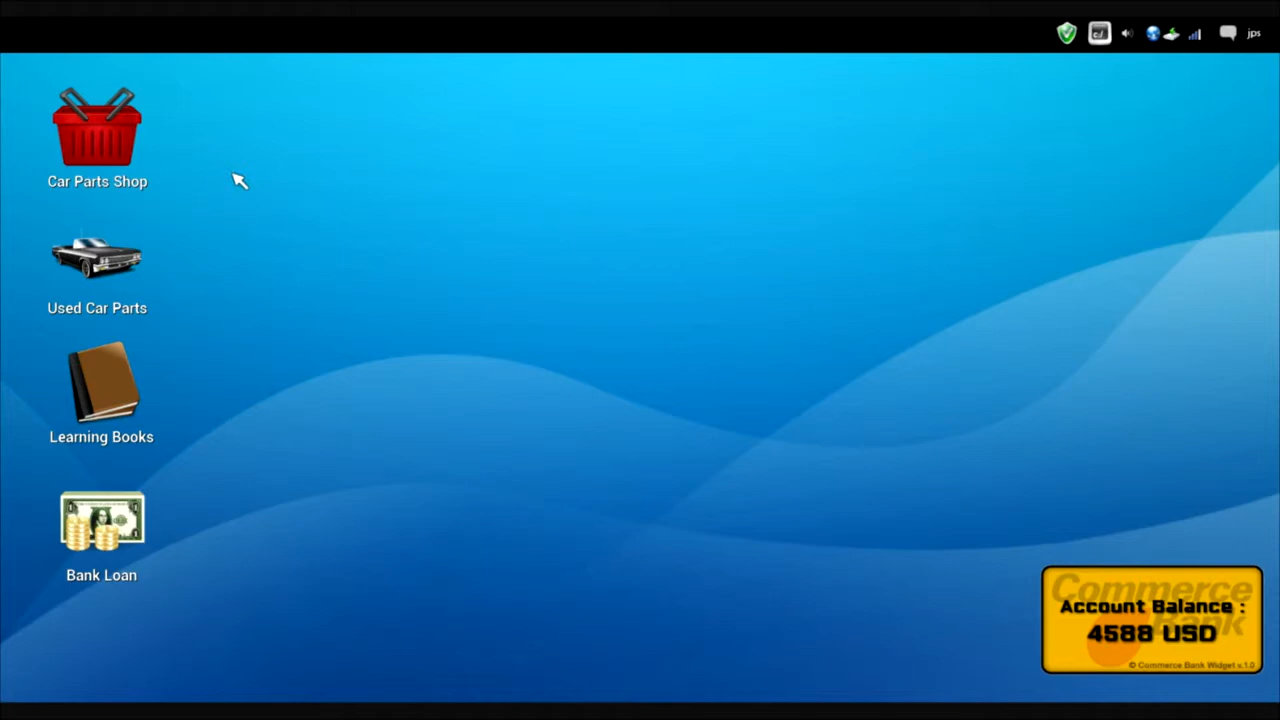 c:/
jps
Car Parts Shop
Used Car Parts
Learning Books
Bank Loan
Commerce
Bank
Account Balance :
4588 USD
© Commerce Bank Widget v.1.0